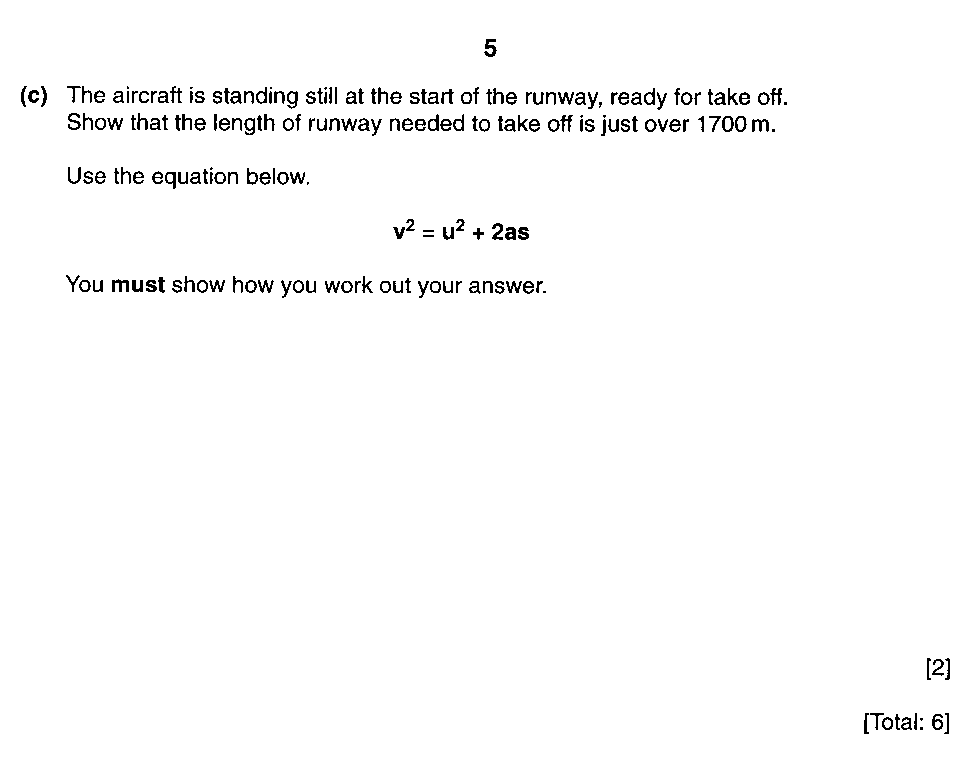 5
(c) The aircraft is standing still at the start of the runway, ready for take off.
Show that the length of runway needed to take off is just over 1700 m.
Use the equation below.
v² = u² + 2as
You must show how you work out your answer.
[2]
[Total: 6]